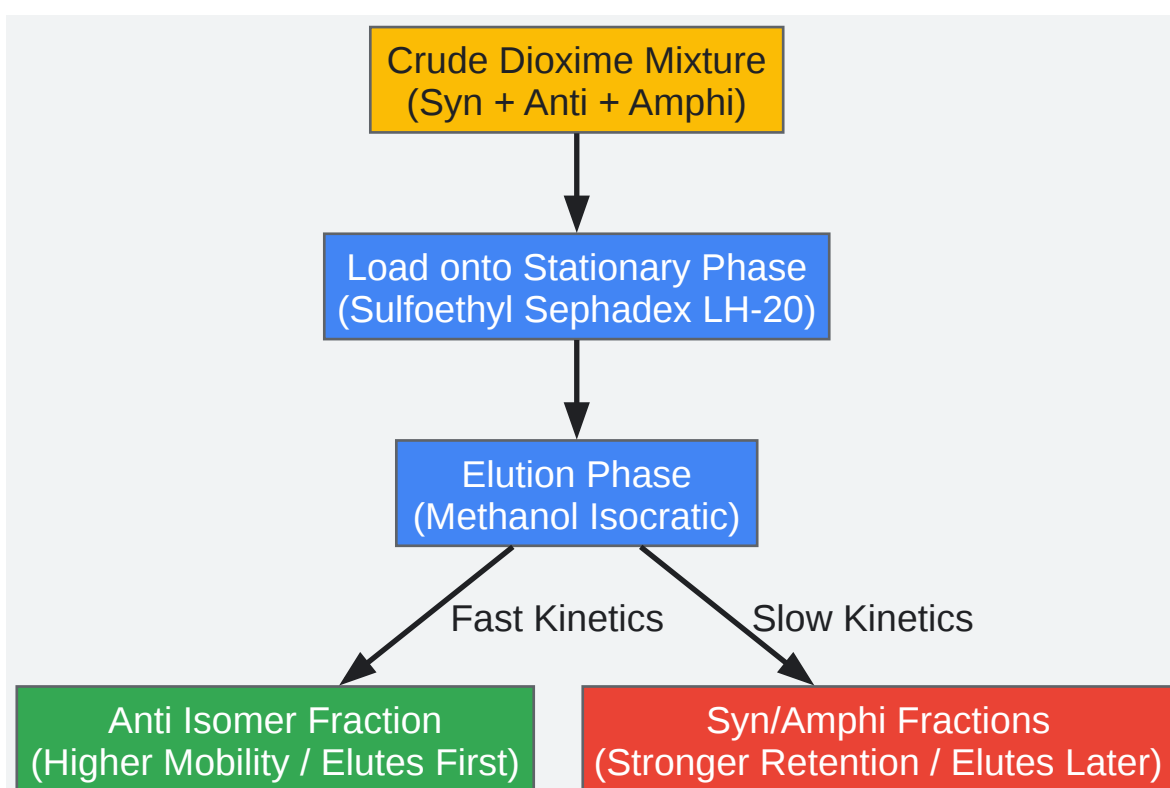 Crude Dioxime Mixture
(Syn + Anti + Amphi)
Load onto Stationary Phase
(Sulfoethyl Sephadex LH-20)
Elution Phase
(Methanol Isocratic)
Fast Kinetics
Slow Kinetics
Anti Isomer Fraction
(Higher Mobility / Elutes First)
Syn/Amphi Fractions
(Stronger Retention / Elutes Later)